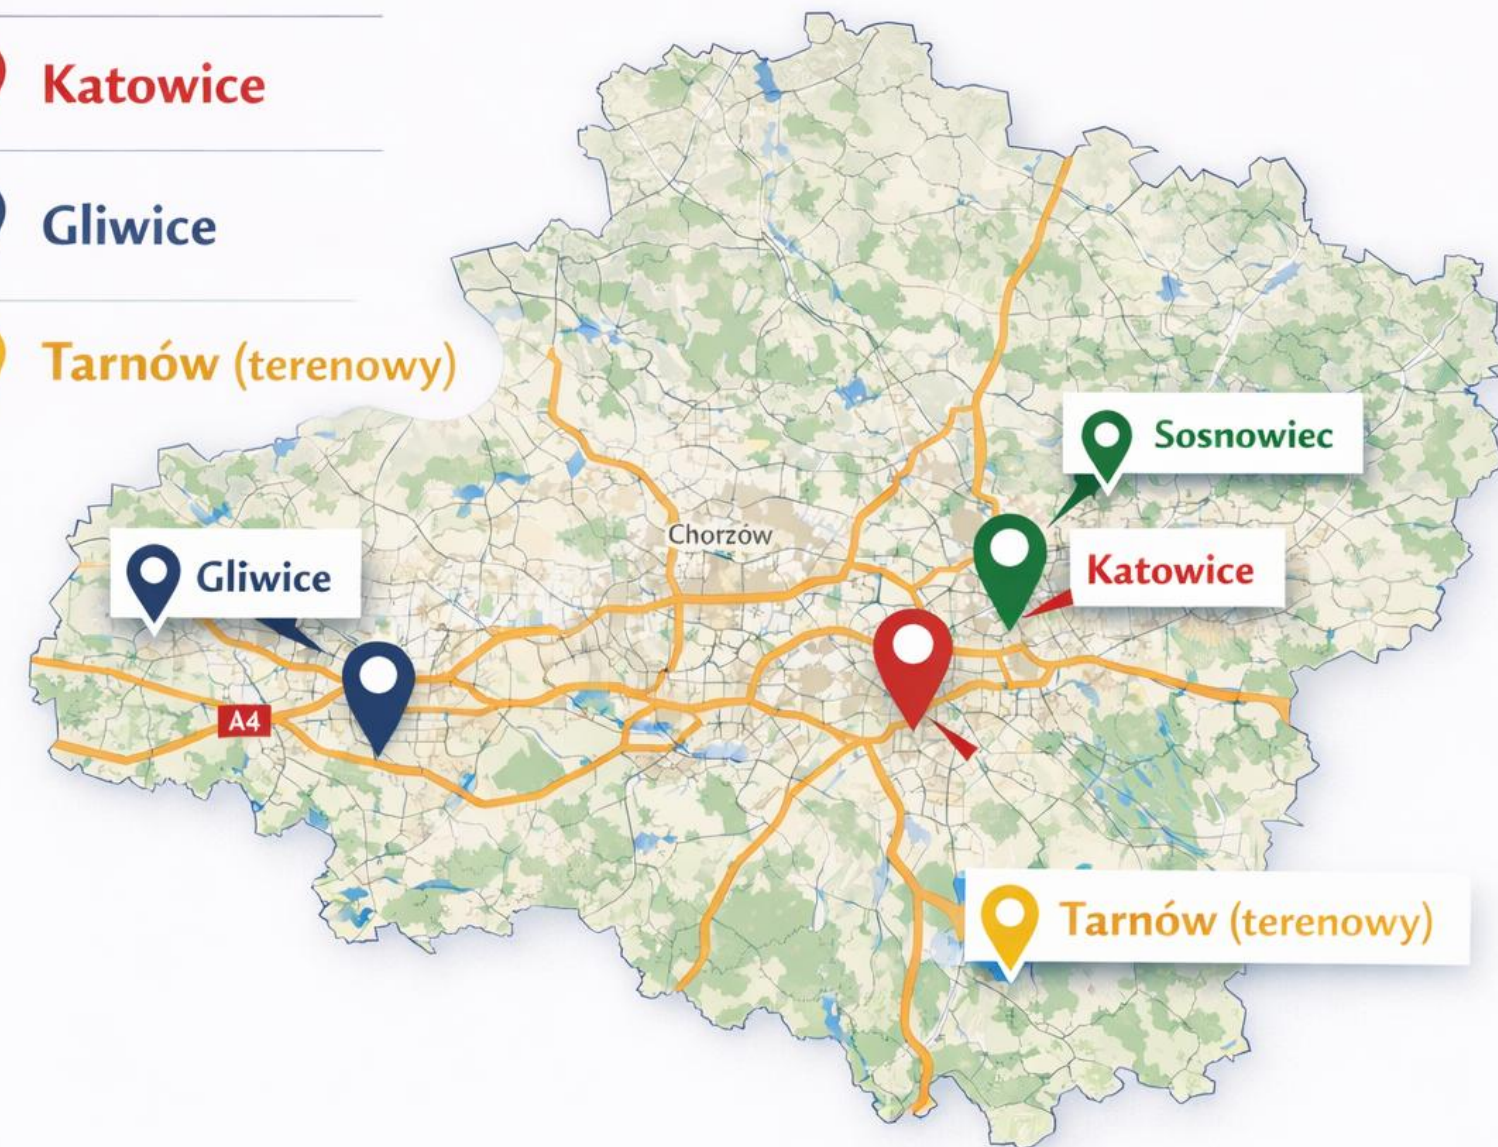 Katowice
Gliwice
Tarnów (terenowy)
Sosnowiec
Chorzów
Katowice
Gliwice
A4
Tarnów (terenowy)